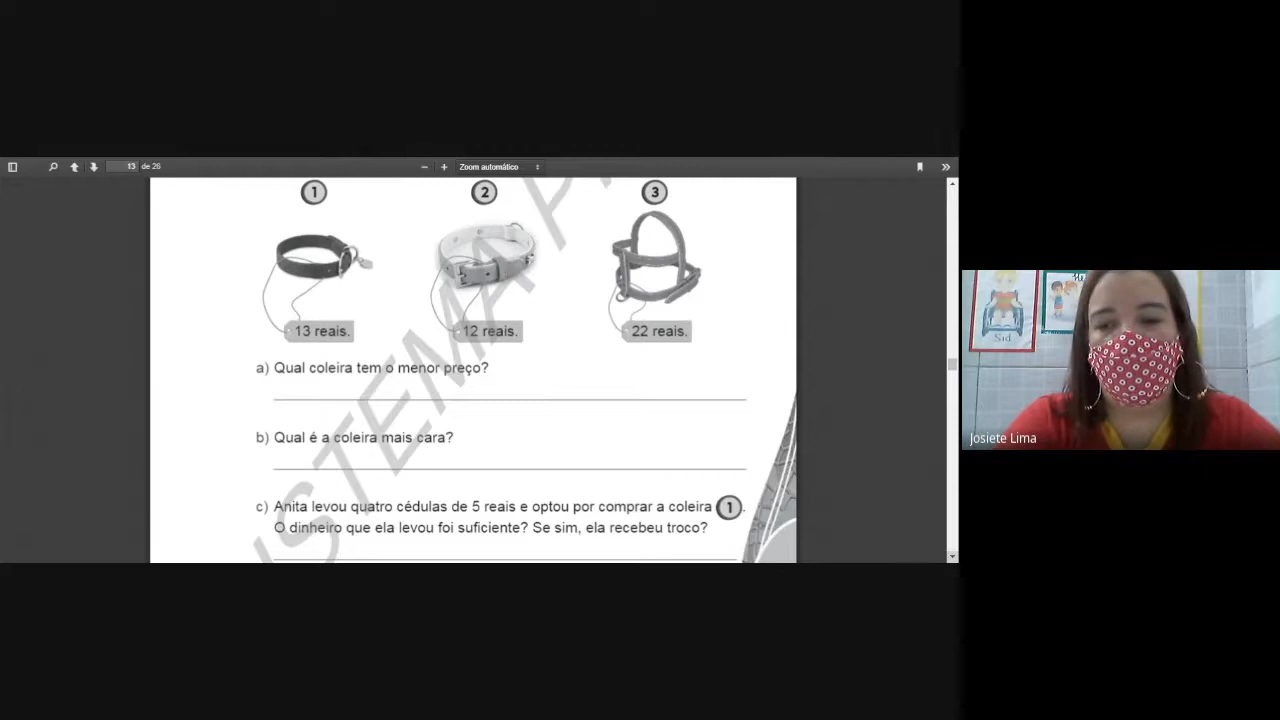 13 de 26
Zoom automático
1 2 3
13 reais. 12 reais. 22 reais.
a) Qual coleira tem o menor preço?
b) Qual é a coleira mais cara?
c) Anita levou quatro cédulas de 5 reais e optou por comprar a coleira 1.
O dinheiro que ela levou foi suficiente? Se sim, ela recebeu troco?
Sid
Josiete Lima